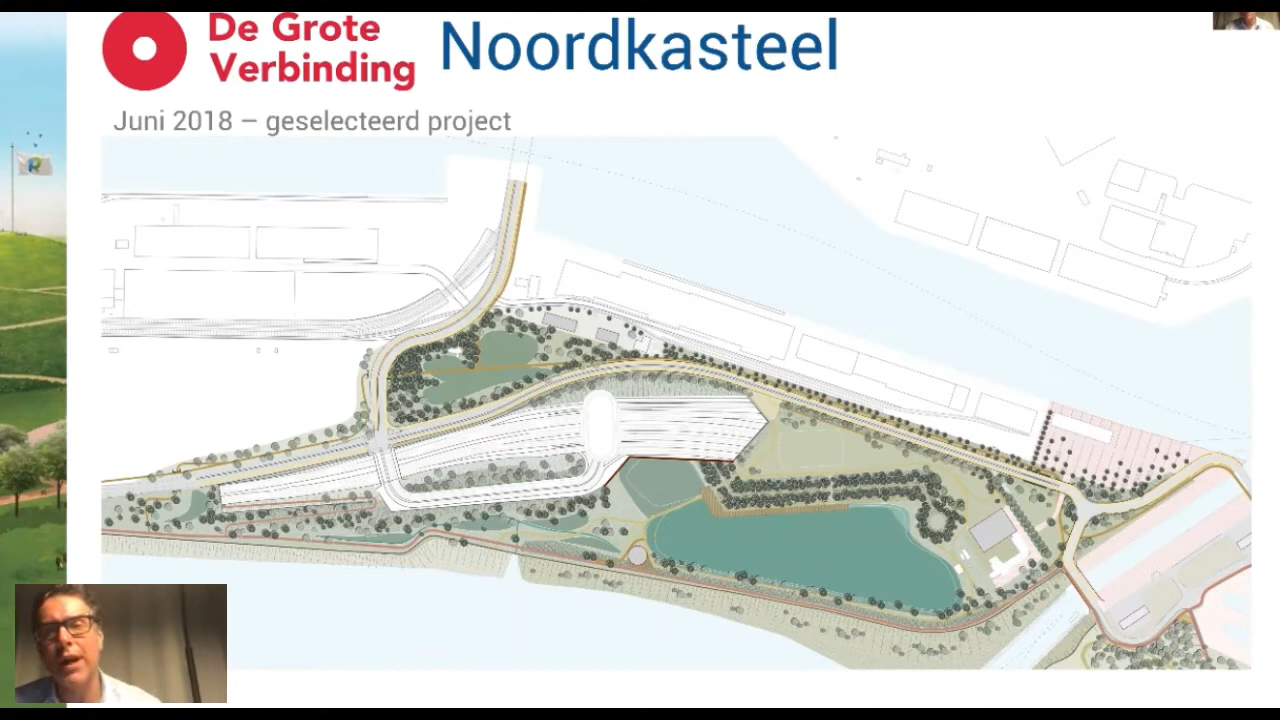 De Grote
Verbinding
Noordkasteel
Juni 2018 – geselecteerd project